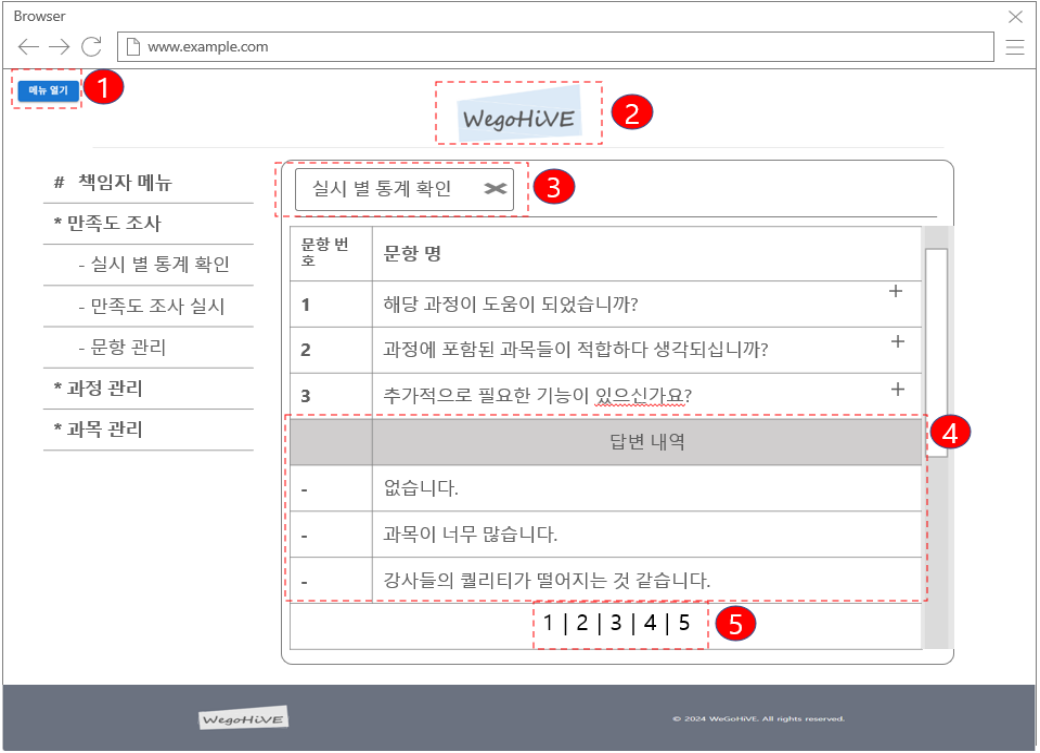 Browser
www.example.com
메뉴 열기
1
WegoHiVE
2
# 책임자 메뉴
* 만족도 조사
- 실시 별 통계 확인
- 만족도 조사 실시
- 문항 관리
* 과정 관리
* 과목 관리
실시 별 통계 확인
3
문항 번호 문항 명
1 해당 과정이 도움이 되었습니까? +
2 과정에 포함된 과목들이 적합하다 생각되십니까? +
3 추가적으로 필요한 기능이 있으신가요? +
답변 내역
4
- 없습니다.
- 과목이 너무 많습니다.
- 강사들의 퀄리티가 떨어지는 것 같습니다.
1 | 2 | 3 | 4 | 5
5
WegoHiVE
© 2024 WeGoHiVE. All rights reserved.